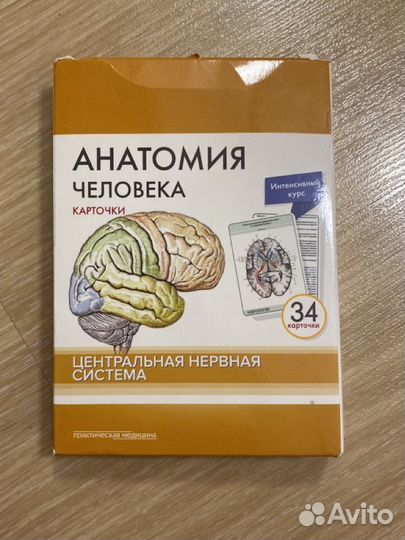 АНАТОМИЯ
ЧЕЛОВЕКА
КАРТОЧКИ
Интенсивный
курс
34
карточки
ЦЕНТРАЛЬНАЯ НЕРВНАЯ
СИСТЕМА
практическая медицина
Avito